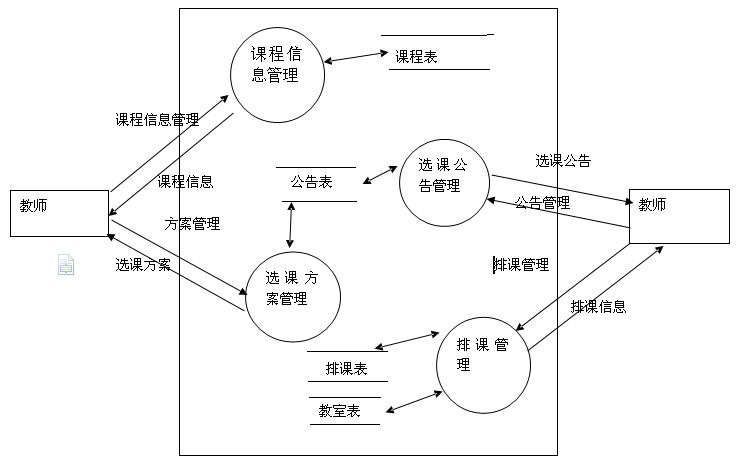 课程信
息管理
课程表
课程信息管理
选课公
告管理
选课公告
课程信息
公告表
教师
教师
公告管理
方案管理
选课方案
选课方
案管理
排课管理
排课信息
排课管
理
排课表
教室表